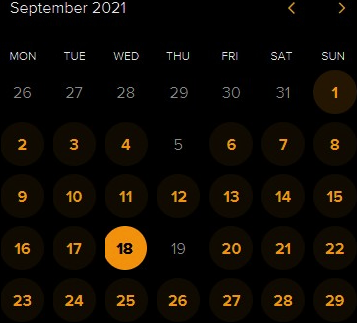 September 2021
MON TUE WED THU FRI SAT SUN
26 27 28 29 30 31 1
2 3 4 5 6 7 8
9 10 11 12 13 14 15
16 17 18 19 20 21 22
23 24 25 26 27 28 29